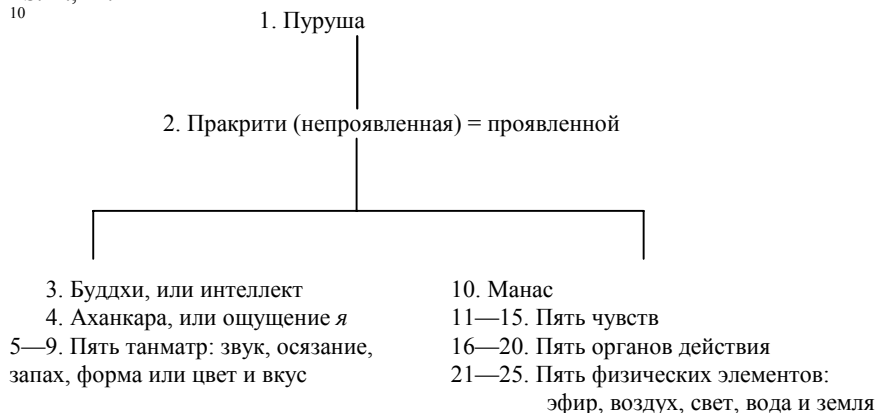 10
1. Пуруша
2. Пракрити (непроявленная) = проявленной
3. Буддхи, или интеллект
4. Аханкара, или ощущение я
5—9. Пять танматр: звук, осязание,
запах, форма или цвет и вкус
10. Манас
11—15. Пять чувств
16—20. Пять органов действия
21—25. Пять физических элементов:
эфир, воздух, свет, вода и земля